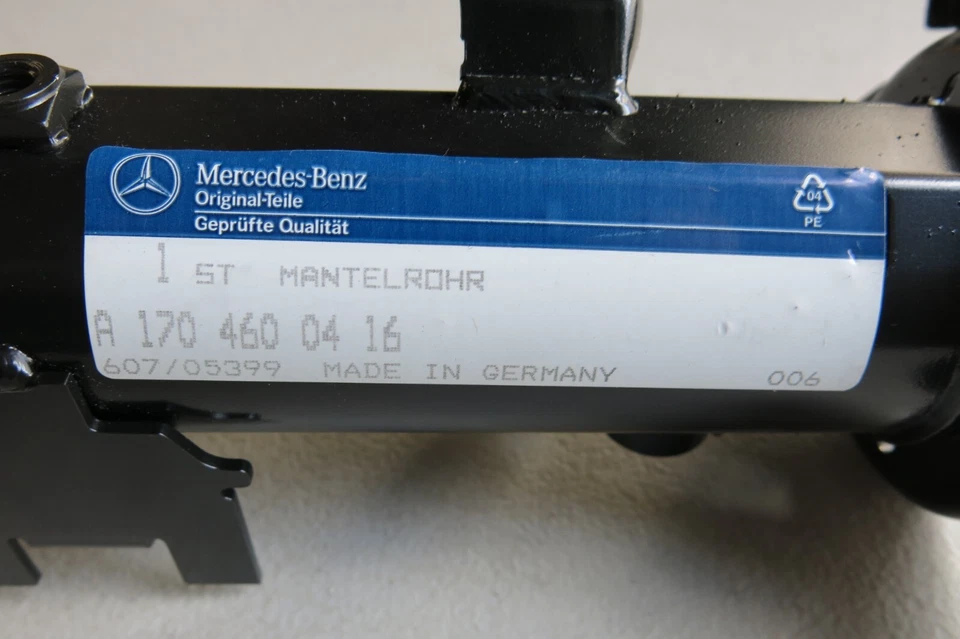 Mercedes-Benz
Original-Teile
Geprüfte Qualität
04
PE
1 ST MANTELROHR
A 170 460 04 16
607/05399 MADE IN GERMANY 006